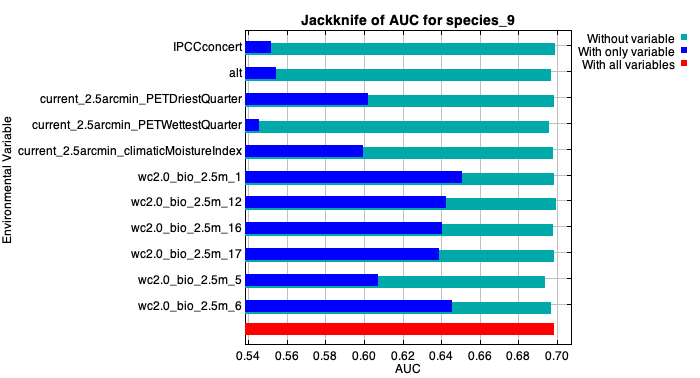 Jackknife of AUC for species_9
Without variable
With only variable
With all variables
Environmental Variable
IPCCconcert
alt
current_2.5arcmin_PETDriestQuarter
current_2.5arcmin_PETWettestQuarter
current_2.5arcmin_climaticMoistureIndex
wc2.0_bio_2.5m_1
wc2.0_bio_2.5m_12
wc2.0_bio_2.5m_16
wc2.0_bio_2.5m_17
wc2.0_bio_2.5m_5
wc2.0_bio_2.5m_6
0.54 0.56 0.58 0.60 0.62 0.64 0.66 0.68 0.70
AUC